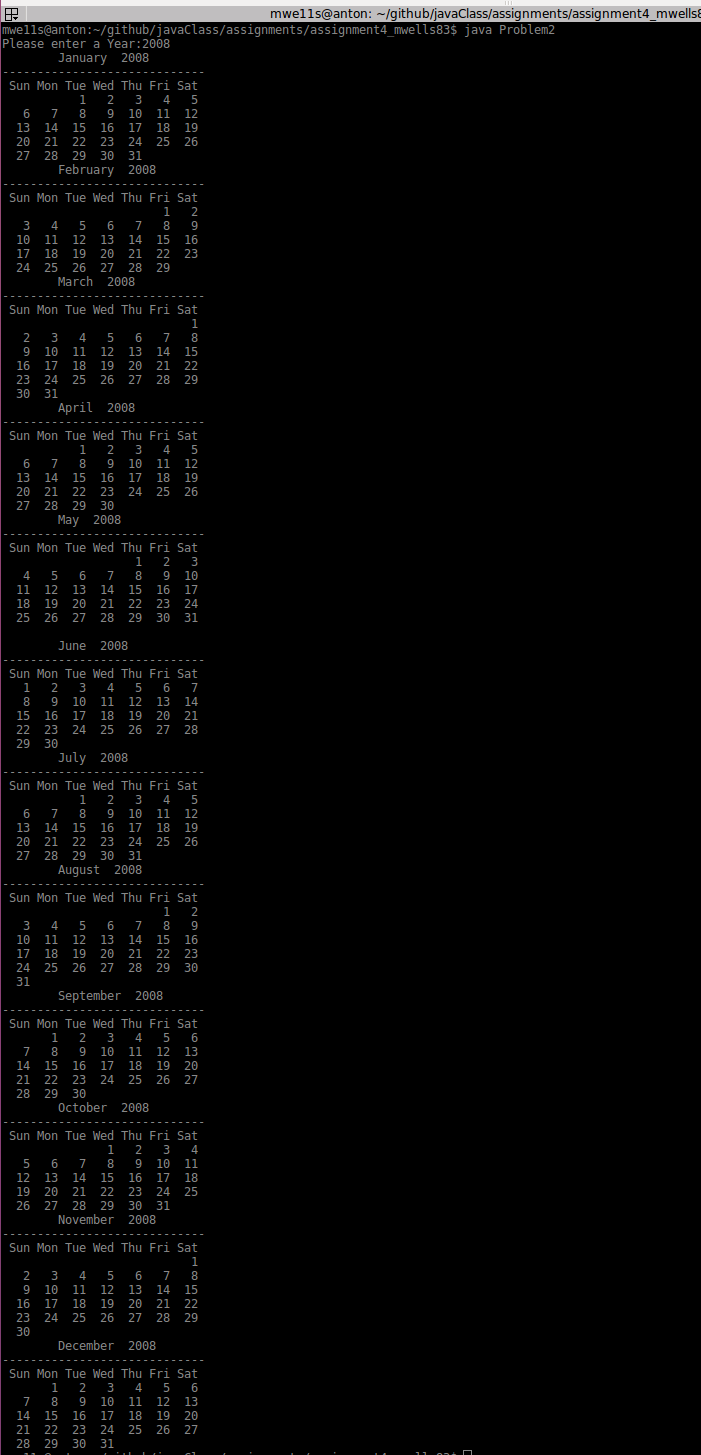 mwe11s@anton: ~/github/javaClass/assignments/assignment4_mwells8
mwe11s@anton:~/github/javaClass/assignments/assignment4_mwells83$ java Problem2
Please enter a Year:2008
        January  2008
-----------------------------
 Sun Mon Tue Wed Thu Fri Sat
           1   2   3   4   5
   6   7   8   9  10  11  12
  13  14  15  16  17  18  19
  20  21  22  23  24  25  26
  27  28  29  30  31
        February  2008
-----------------------------
 Sun Mon Tue Wed Thu Fri Sat
                       1   2
   3   4   5   6   7   8   9
  10  11  12  13  14  15  16
  17  18  19  20  21  22  23
  24  25  26  27  28  29
        March  2008
-----------------------------
 Sun Mon Tue Wed Thu Fri Sat
                           1
   2   3   4   5   6   7   8
   9  10  11  12  13  14  15
  16  17  18  19  20  21  22
  23  24  25  26  27  28  29
  30  31
        April  2008
-----------------------------
 Sun Mon Tue Wed Thu Fri Sat
           1   2   3   4   5
   6   7   8   9  10  11  12
  13  14  15  16  17  18  19
  20  21  22  23  24  25  26
  27  28  29  30
        May  2008
-----------------------------
 Sun Mon Tue Wed Thu Fri Sat
                   1   2   3
   4   5   6   7   8   9  10
  11  12  13  14  15  16  17
  18  19  20  21  22  23  24
  25  26  27  28  29  30  31
        June  2008
-----------------------------
 Sun Mon Tue Wed Thu Fri Sat
   1   2   3   4   5   6   7
   8   9  10  11  12  13  14
  15  16  17  18  19  20  21
  22  23  24  25  26  27  28
  29  30
        July  2008
-----------------------------
 Sun Mon Tue Wed Thu Fri Sat
           1   2   3   4   5
   6   7   8   9  10  11  12
  13  14  15  16  17  18  19
  20  21  22  23  24  25  26
  27  28  29  30  31
        August  2008
-----------------------------
 Sun Mon Tue Wed Thu Fri Sat
                       1   2
   3   4   5   6   7   8   9
  10  11  12  13  14  15  16
  17  18  19  20  21  22  23
  24  25  26  27  28  29  30
  31
        September  2008
-----------------------------
 Sun Mon Tue Wed Thu Fri Sat
       1   2   3   4   5   6
   7   8   9  10  11  12  13
  14  15  16  17  18  19  20
  21  22  23  24  25  26  27
  28  29  30
        October  2008
-----------------------------
 Sun Mon Tue Wed Thu Fri Sat
               1   2   3   4
   5   6   7   8   9  10  11
  12  13  14  15  16  17  18
  19  20  21  22  23  24  25
  26  27  28  29  30  31
        November  2008
-----------------------------
 Sun Mon Tue Wed Thu Fri Sat
                           1
   2   3   4   5   6   7   8
   9  10  11  12  13  14  15
  16  17  18  19  20  21  22
  23  24  25  26  27  28  29
  30
        December  2008
-----------------------------
 Sun Mon Tue Wed Thu Fri Sat
       1   2   3   4   5   6
   7   8   9  10  11  12  13
  14  15  16  17  18  19  20
  21  22  23  24  25  26  27
  28  29  30  31